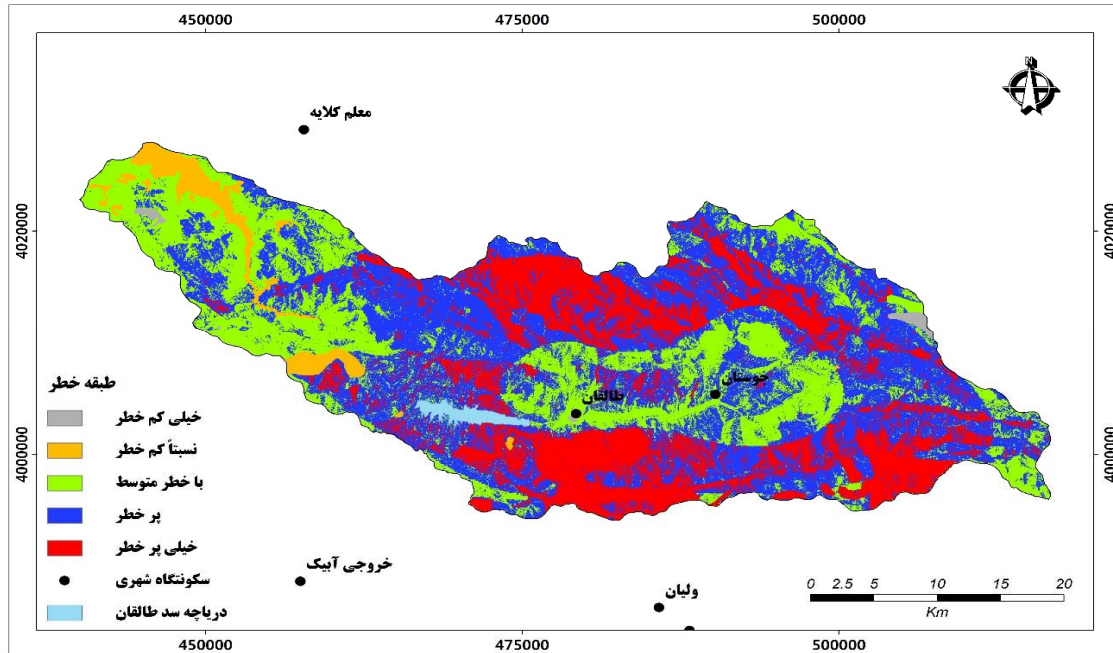 450000 475000 500000
N
معلم کلایه
4020000 4020000
جوستان
طالقان
4000000 4000000
طبقه خطر
خیلی کم خطر
نسبتاً کم خطر
با خطر متوسط
پر خطر
خیلی پر خطر
سکونتگاه شهری
دریاچه سد طالقان
خروجی آبیک
ولیان
0 2.5 5 10 15 20
Km
450000 475000 500000